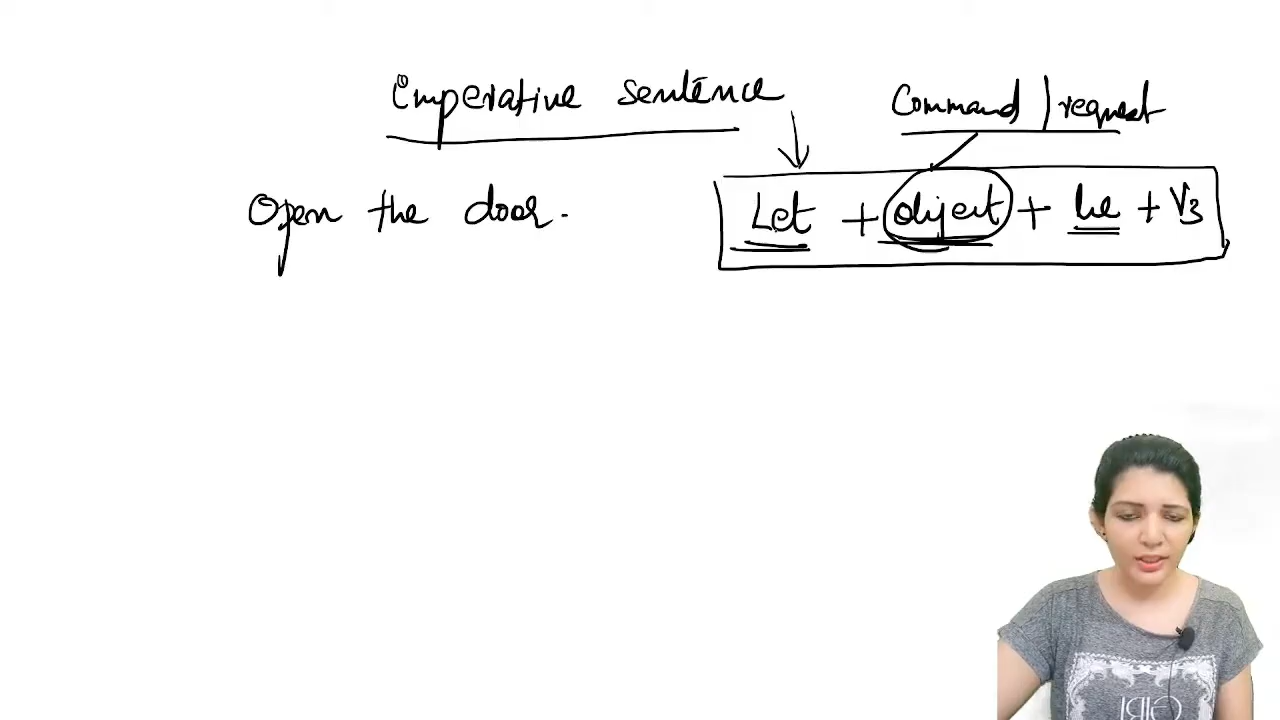 Imperative sentence
Command / request
Open the door.
Let + object + be + V3